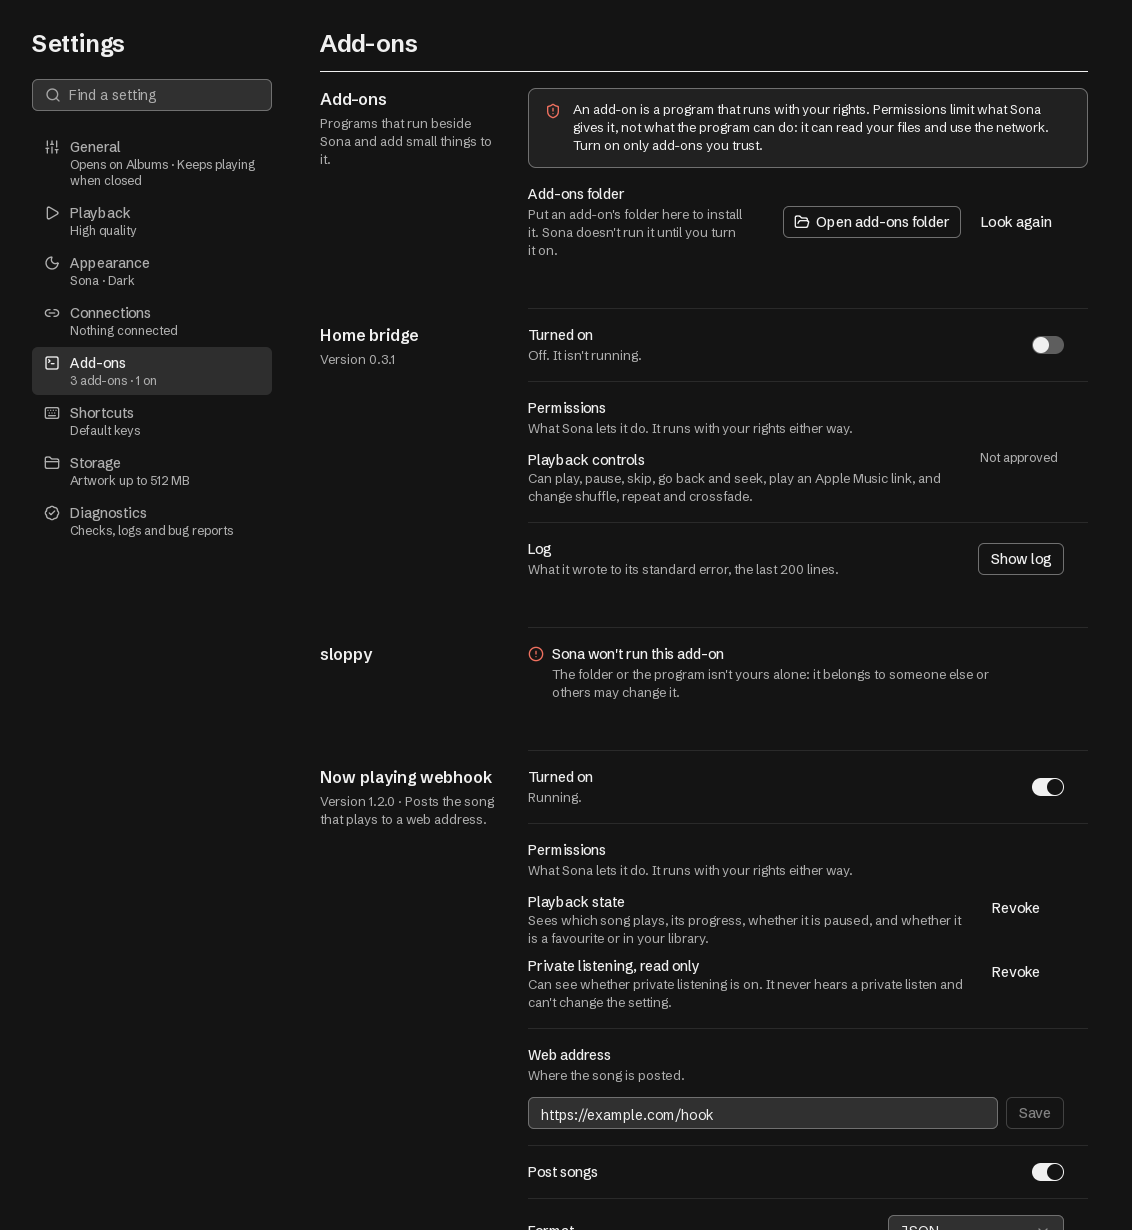 Settings
Find a setting
General
Opens on Albums · Keeps playing
when closed
Playback
High quality
Appearance
Sona · Dark
Connections
Nothing connected
Add-ons
3 add-ons · 1 on
Shortcuts
Default keys
Storage
Artwork up to 512 MB
Diagnostics
Checks, logs and bug reports
Add-ons
Add-ons
Programs that run beside
Sona and add small things to
it.
An add-on is a program that runs with your rights. Permissions limit what Sona
gives it, not what the program can do: it can read your files and use the network.
Turn on only add-ons you trust.
Add-ons folder
Put an add-on's folder here to install
it. Sona doesn't run it until you turn
it on.
Open add-ons folder
Look again
Home bridge
Version 0.3.1
Turned on
Off. It isn't running.
Permissions
What Sona lets it do. It runs with your rights either way.
Playback controls
Can play, pause, skip, go back and seek, play an Apple Music link, and
change shuffle, repeat and crossfade.
Not approved
Log
What it wrote to its standard error, the last 200 lines.
Show log
sloppy
Sona won't run this add-on
The folder or the program isn't yours alone: it belongs to someone else or
others may change it.
Now playing webhook
Version 1.2.0 · Posts the song
that plays to a web address.
Turned on
Running.
Permissions
What Sona lets it do. It runs with your rights either way.
Playback state
Sees which song plays, its progress, whether it is paused, and whether it
is a favourite or in your library.
Revoke
Private listening, read only
Can see whether private listening is on. It never hears a private listen and
can't change the setting.
Revoke
Web address
Where the song is posted.
https://example.com/hook
Save
Post songs
Format
JSON